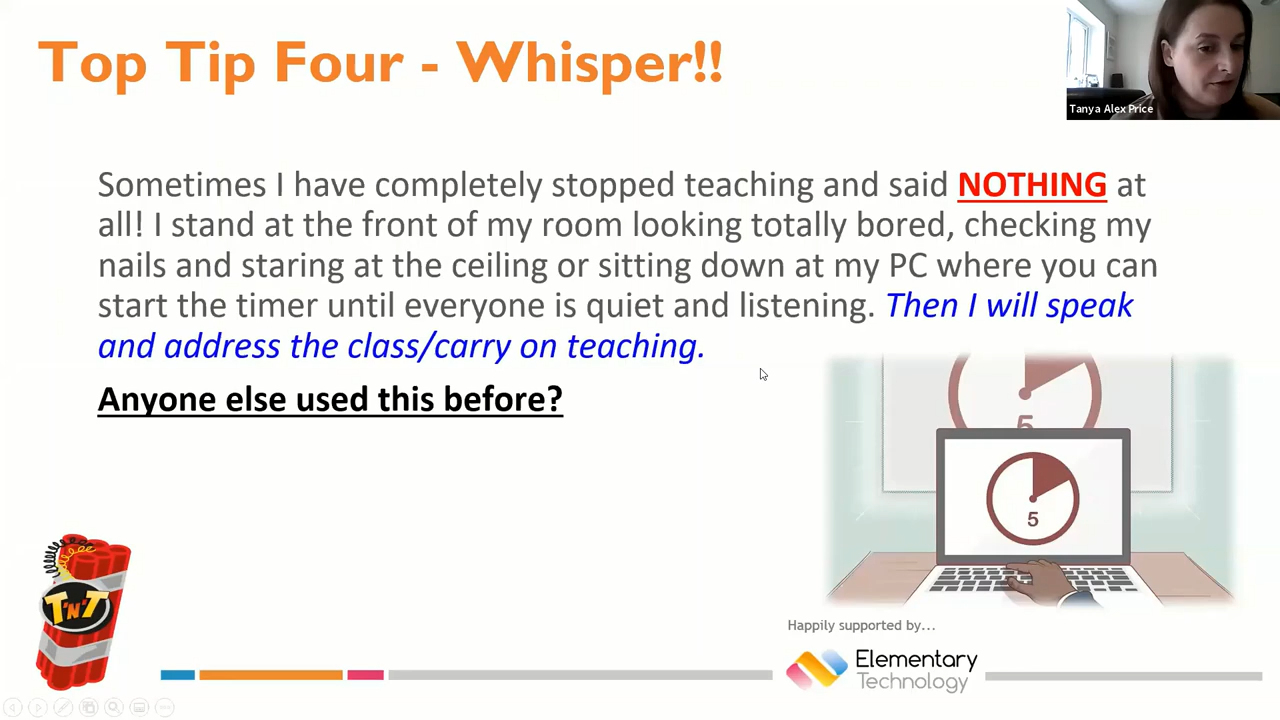 Top Tip Four - Whisper!!
Tanya Alex Price
Sometimes I have completely stopped teaching and said NOTHING at
all! I stand at the front of my room looking totally bored, checking my
nails and staring at the ceiling or sitting down at my PC where you can
start the timer until everyone is quiet and listening. Then I will speak
and address the class/carry on teaching.
Anyone else used this before?
5
5
T'N'T
Happily supported by...
Elementary
Technology